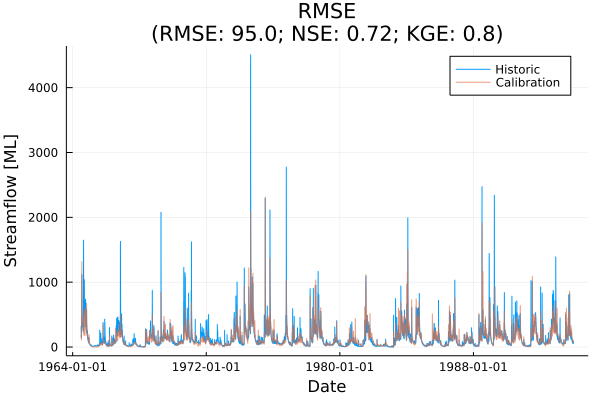 RMSE
(RMSE: 95.0; NSE: 0.72; KGE: 0.8)
Historic
Calibration
Streamflow [ML]
4000
3000
2000
1000
0
1964-01-01 1972-01-01 1980-01-01 1988-01-01
Date